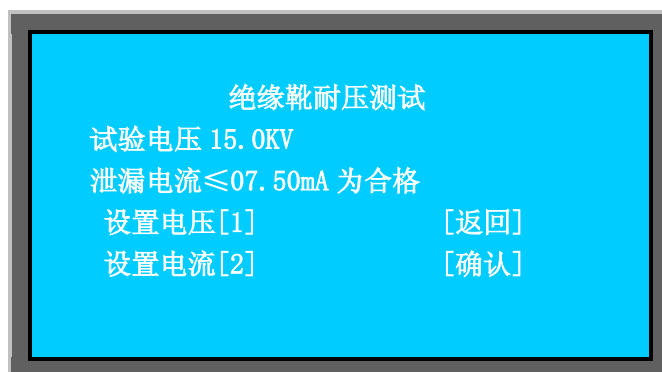 绝缘靴耐压测试
试验电压 15.0KV
泄漏电流≤07.50mA 为合格
设置电压[1] [返回]
设置电流[2] [确认]